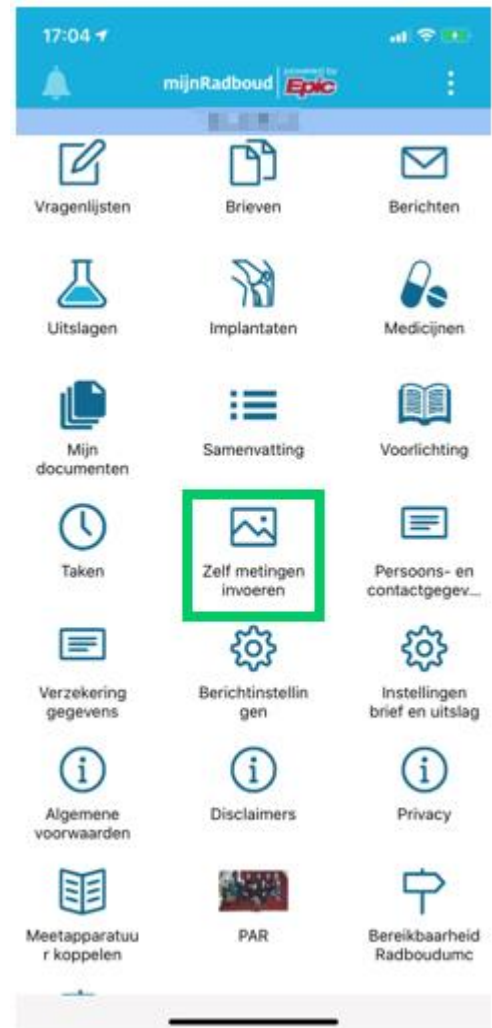 17:04
mijnRadboud powered by Epic
Vragenlijsten
Brieven
Berichten
Uitslagen
Implantaten
Medicijnen
Mijn
documenten
Samenvatting
Voorlichting
Taken
Zelf metingen
invoeren
Persoons- en
contactgegev...
Verzekering
gegevens
Berichtinstellin
gen
Instellingen
brief en uitslag
Algemene
voorwaarden
Disclaimers
Privacy
Meetapparatuu
r koppelen
PAR
Bereikbaarheid
Radboudumc